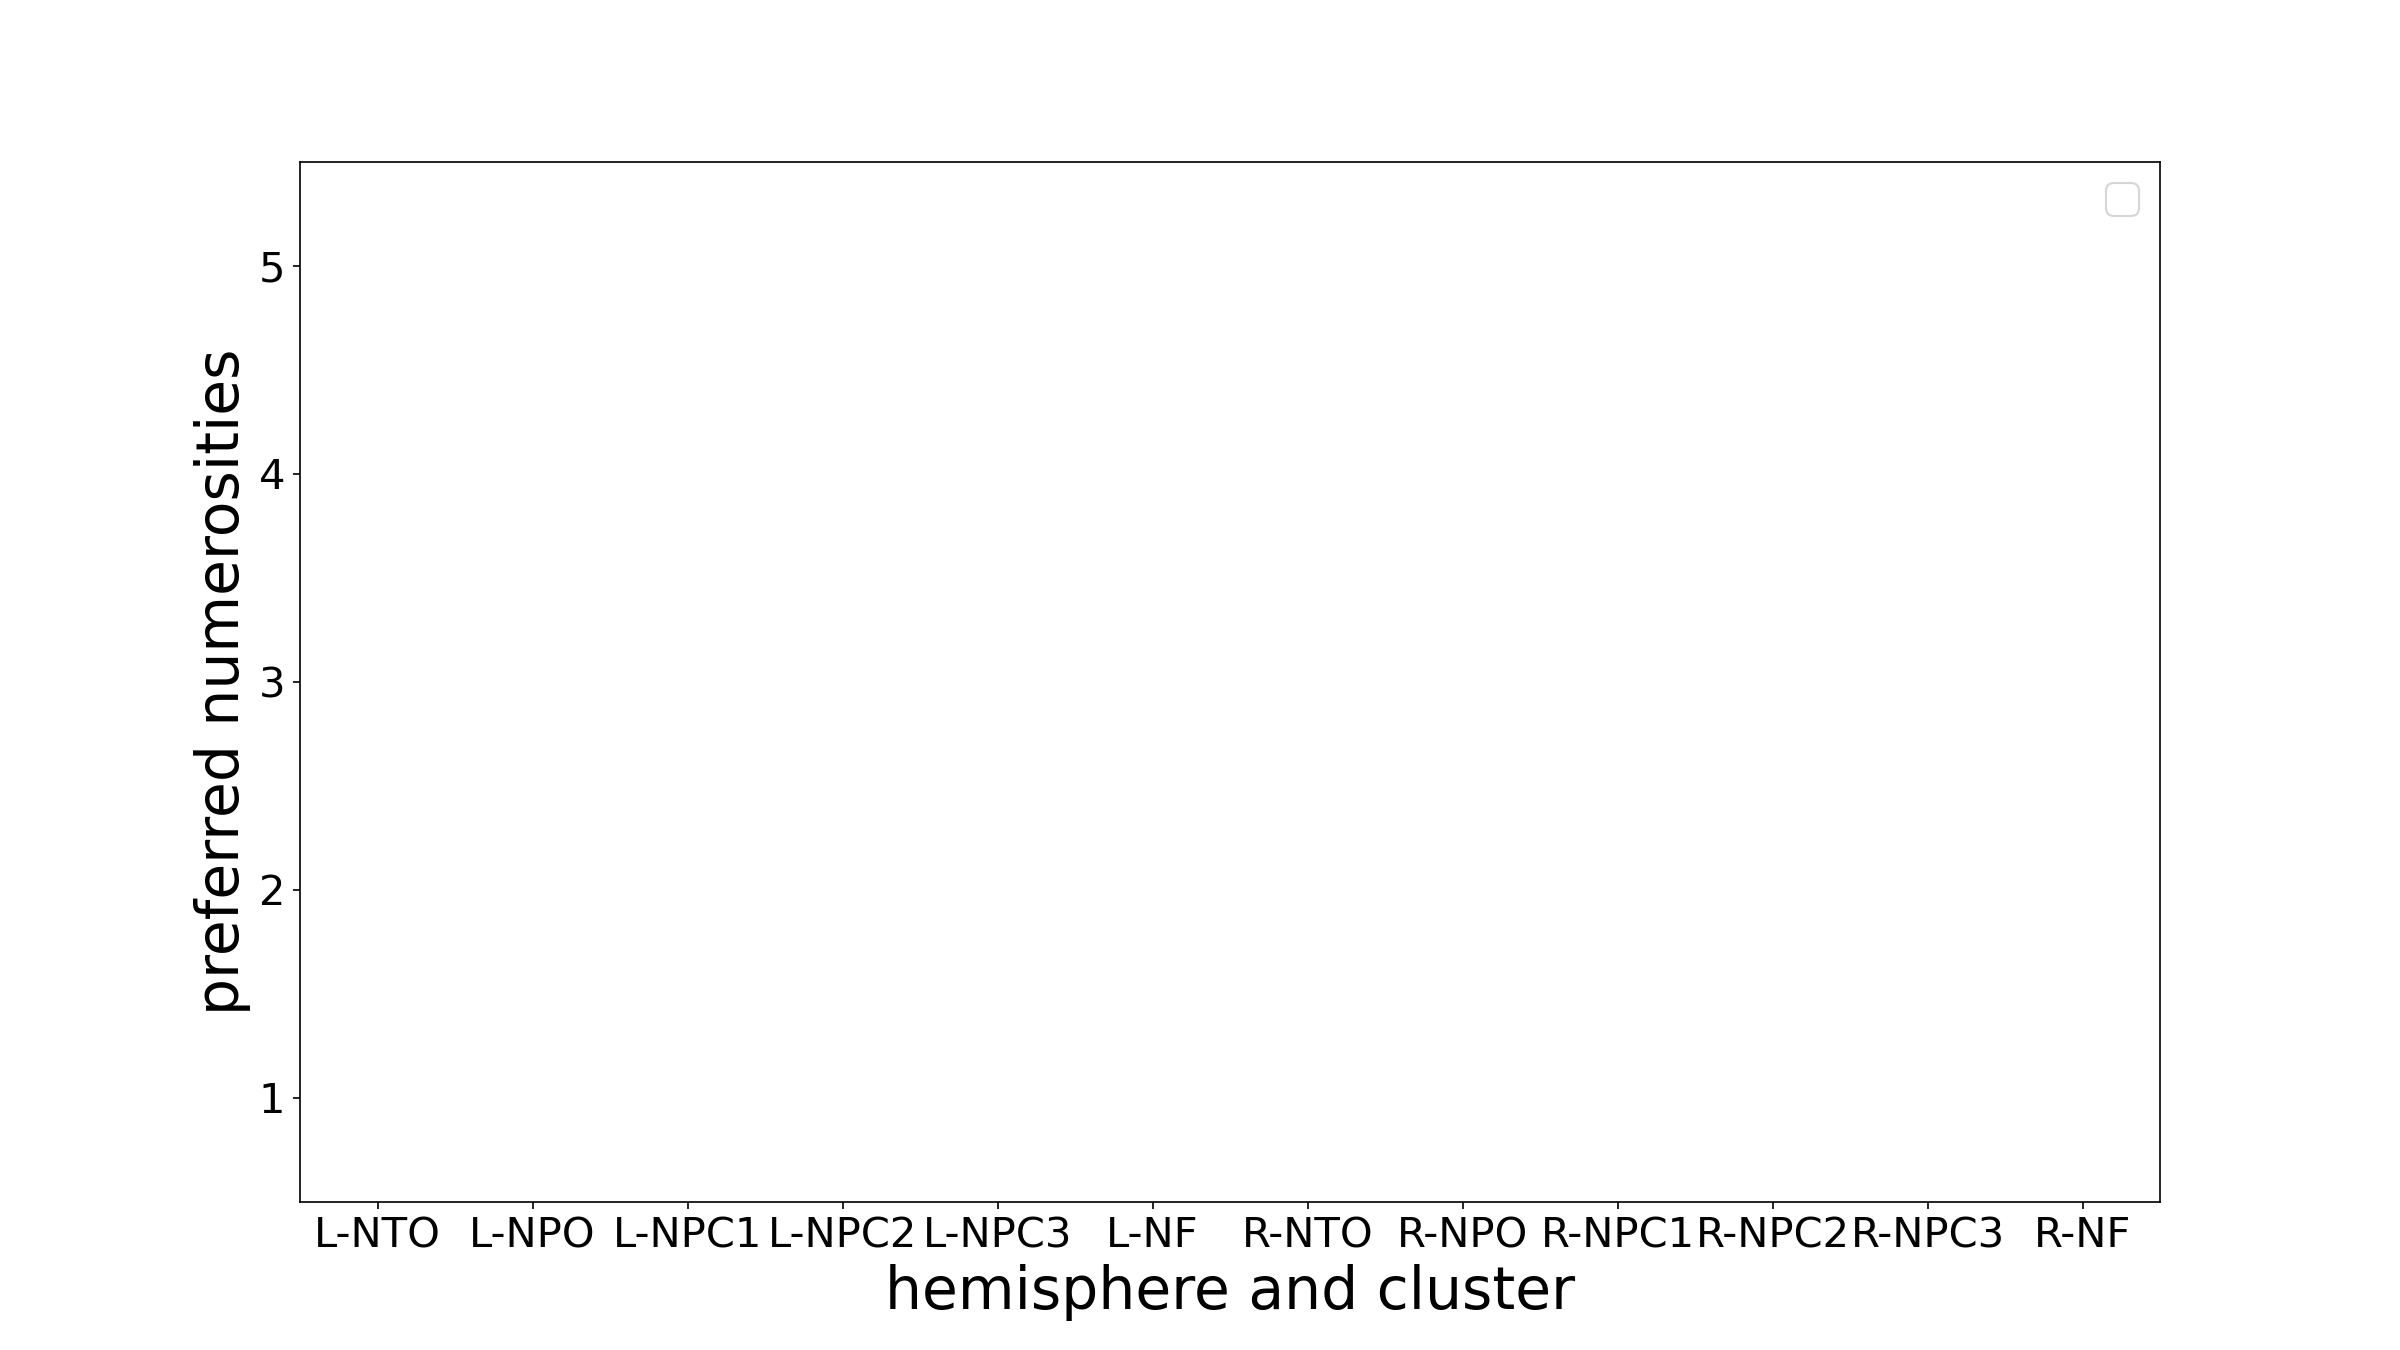 preferred numerosities
5
4
3
2
1
L-NTO L-NPO L-NPC1 L-NPC2 L-NPC3 L-NF R-NTO R-NPO R-NPC1 R-NPC2 R-NPC3 R-NF
hemisphere and cluster